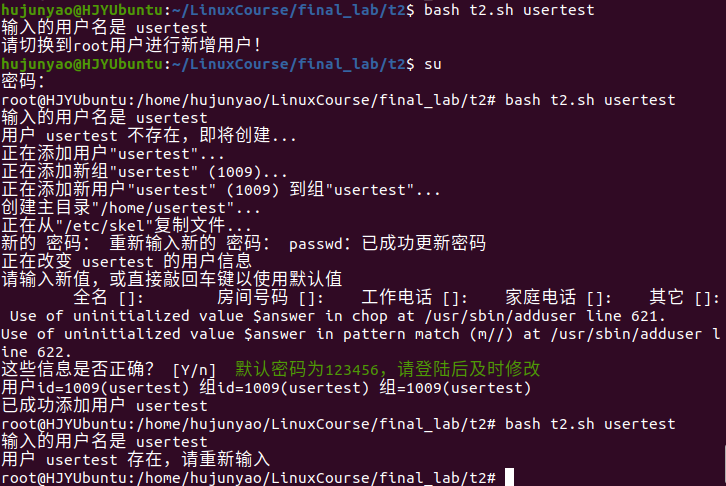 hujunyao@HJYUbuntu:~/LinuxCourse/final_lab/t2$ bash t2.sh usertest
输入的用户名是 usertest
请切换到root用户进行新增用户!
hujunyao@HJYUbuntu:~/LinuxCourse/final_lab/t2$ su
密码:
root@HJYUbuntu:/home/hujunyao/LinuxCourse/final_lab/t2# bash t2.sh usertest
输入的用户名是 usertest
用户 usertest 不存在,即将创建...
正在添加用户"usertest"...
正在添加新组"usertest" (1009)...
正在添加新用户"usertest" (1009) 到组"usertest"...
创建主目录"/home/usertest"...
正在从"/etc/skel"复制文件...
新的 密码: 重新输入新的 密码: passwd:已成功更新密码
正在改变 usertest 的用户信息
请输入新值,或直接敲回车键以使用默认值
全名 []: 房间号码 []: 工作电话 []: 家庭电话 []: 其它 []:
Use of uninitialized value $answer in chop at /usr/sbin/adduser line 621.
Use of uninitialized value $answer in pattern match (m//) at /usr/sbin/adduser l
ine 622.
这些信息是否正确? [Y/n] 默认密码为123456,请登陆后及时修改
用户id=1009(usertest) 组id=1009(usertest) 组=1009(usertest)
已成功添加用户 usertest
root@HJYUbuntu:/home/hujunyao/LinuxCourse/final_lab/t2# bash t2.sh usertest
输入的用户名是 usertest
用户 usertest 存在,请重新输入
root@HJYUbuntu:/home/hujunyao/LinuxCourse/final_lab/t2#